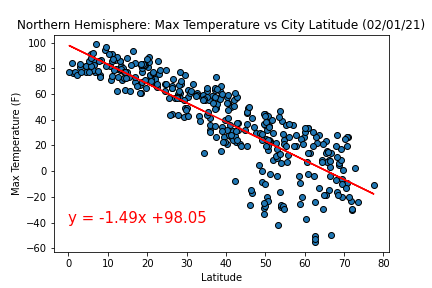 Northern Hemisphere: Max Temperature vs City Latitude (02/01/21)
100
80
60
40
20
0
−20
−40
−60
Max Temperature (F)
y = -1.49x +98.05
0 10 20 30 40 50 60 70 80
Latitude